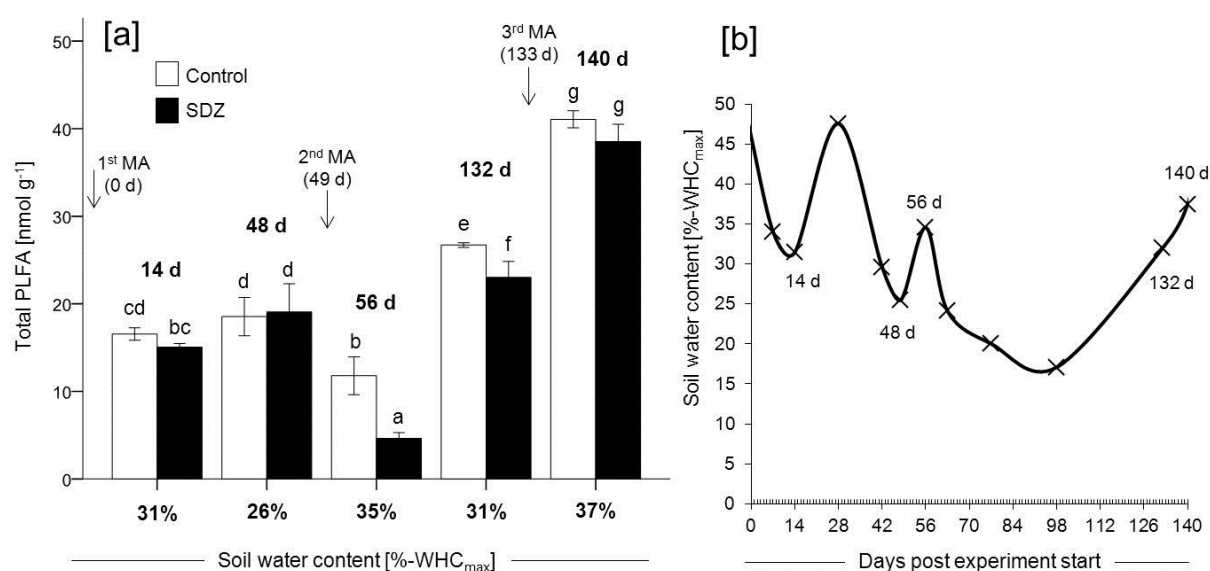 [a]
50
40
30
20
10
0
Total PLFA [nmol g⁻¹]
Control
SDZ
1ˢᵗ MA
(0 d)
2ⁿᵈ MA
(49 d)
3ʳᵈ MA
(133 d)
14 d
48 d
56 d
132 d
140 d
cd
bc
d
d
b
a
e
f
g
g
31%
26%
35%
31%
37%
Soil water content [%-WHCmax]
[b]
50
45
40
35
30
25
20
15
10
5
0
Soil water content [%-WHCmax]
14 d
48 d
56 d
132 d
140 d
0 14 28 42 56 70 84 98 112 126 140
Days post experiment start